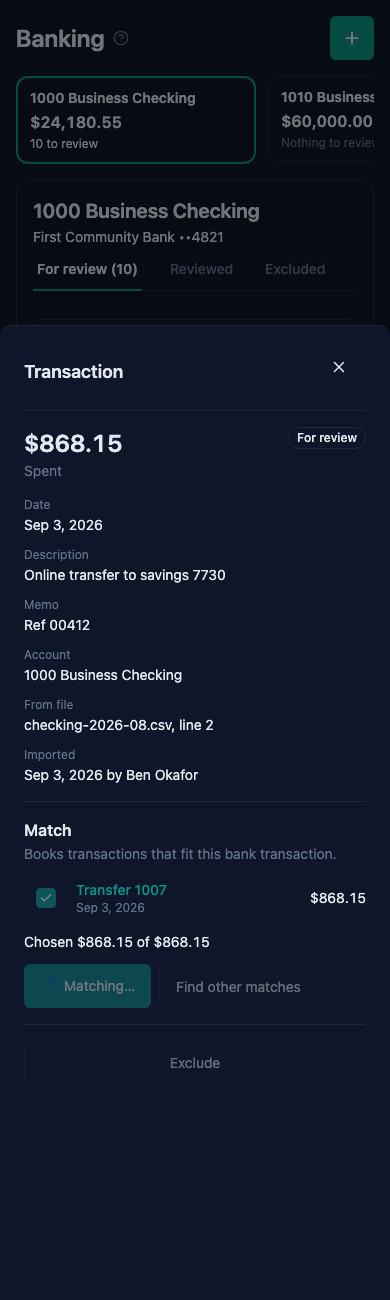 Banking
1000 Business Checking
$24,180.55
10 to review
1010 Business
$60,000.00
Nothing to review
1000 Business Checking
First Community Bank ••4821
For review (10)
Reviewed
Excluded
Transaction
$868.15
For review
Spent
Date
Sep 3, 2026
Description
Online transfer to savings 7730
Memo
Ref 00412
Account
1000 Business Checking
From file
checking-2026-08.csv, line 2
Imported
Sep 3, 2026 by Ben Okafor
Match
Books transactions that fit this bank transaction.
Transfer 1007
$868.15
Sep 3, 2026
Chosen $868.15 of $868.15
Matching...
Find other matches
Exclude